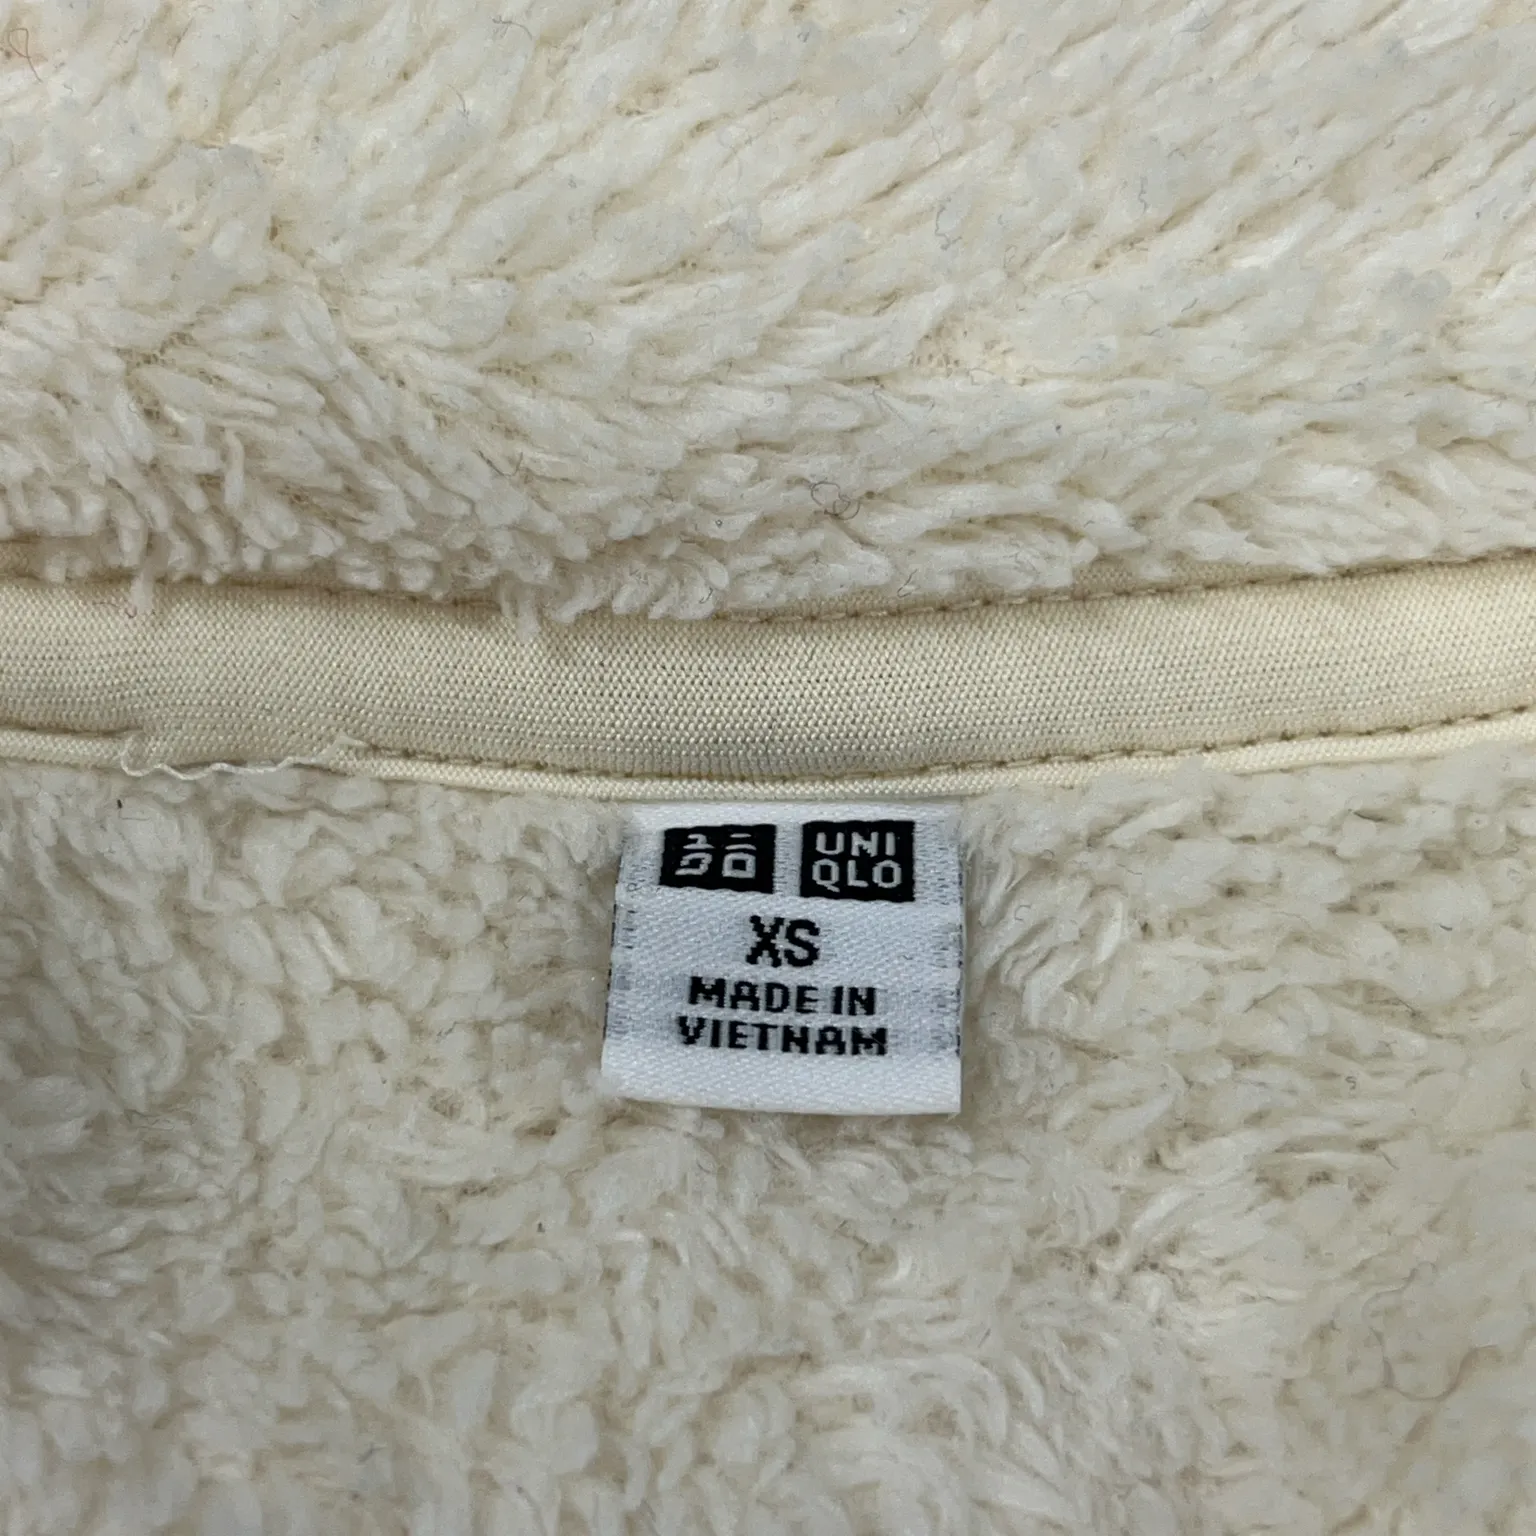 ユニ UNI
クロ QLO
XS
MADE IN
VIETNAM